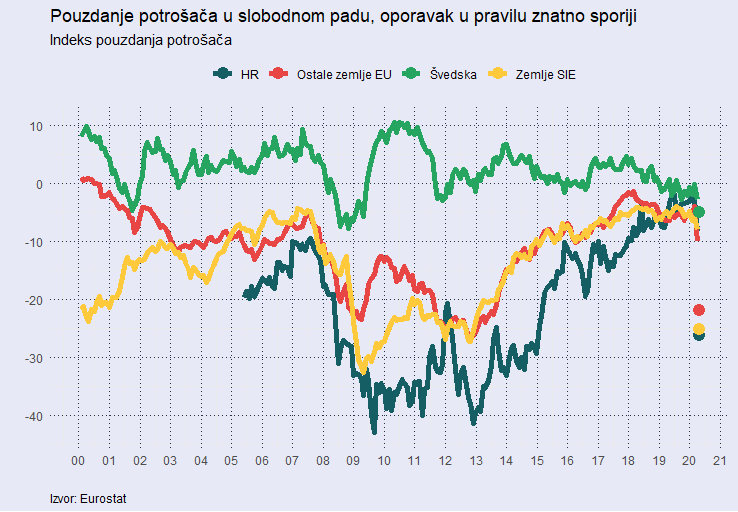 Pouzdanje potrošača u slobodnom padu, oporavak u pravilu znatno sporiji
Indeks pouzdanja potrošača
HR Ostale zemlje EU Švedska Zemlje SIE
10
0
-10
-20
-30
-40
00 01 02 03 04 05 06 07 08 09 10 11 12 13 14 15 16 17 18 19 20 21
Izvor: Eurostat